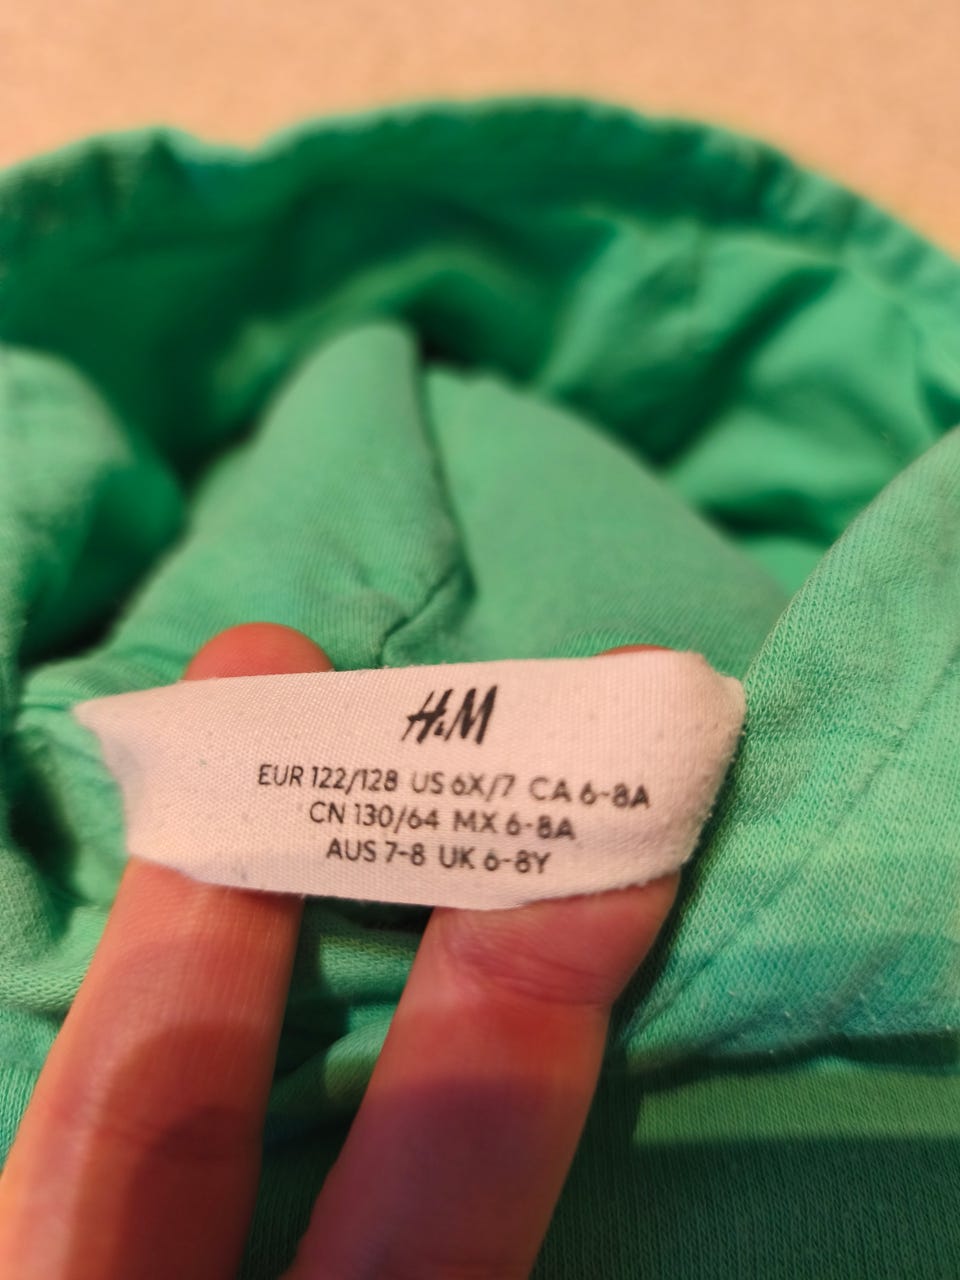 H&M
EUR 122/128 US 6X/7 CA 6-8A
CN 130/64 MX 6-8A
AUS 7-8 UK 6-8Y